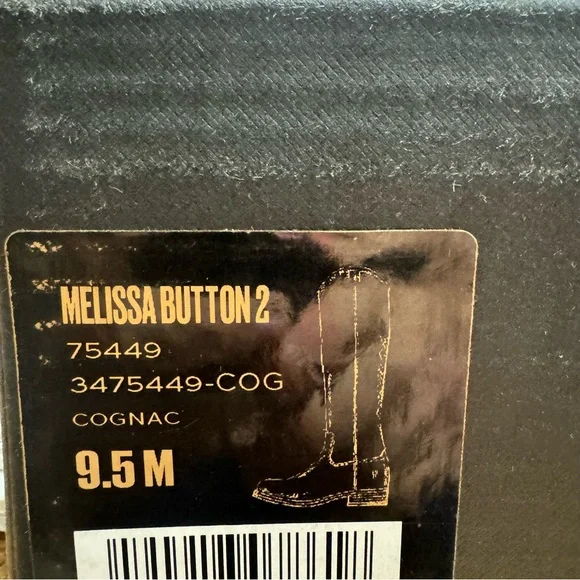 MELISSA BUTTON 2
75449
3475449-COG
COGNAC
9.5 M